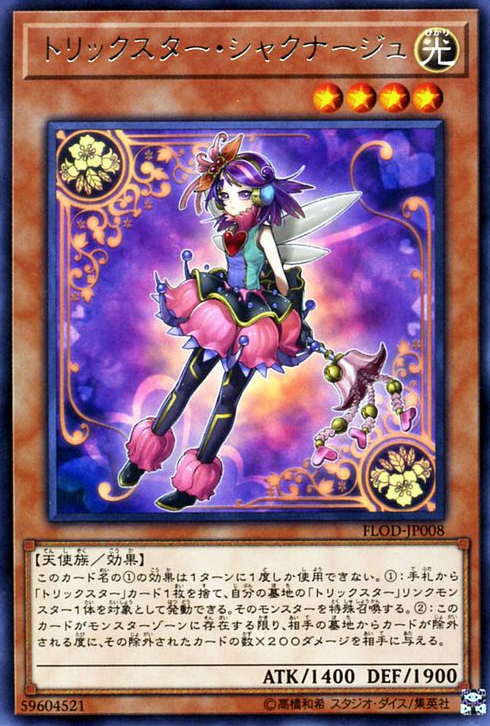 トリックスター・シャクナージュ
ひかり
光
FLOD-JP008
【天使族／効果】
このカード名の①の効果は1ターンに1度しか使用できない。①：手札から
「トリックスター」カード1枚を捨て、自分の墓地の「トリックスター」リンクモン
スター1体を対象として発動できる。そのモンスターを特殊召喚する。②：この
カードがモンスターゾーンに存在する限り、相手の墓地からカードが除外
される度に、その除外されたカードの数×200ダメージを相手に与える。
ATK/1400 DEF/1900
59604521
©高橋和希 スタジオ・ダイス/集英社